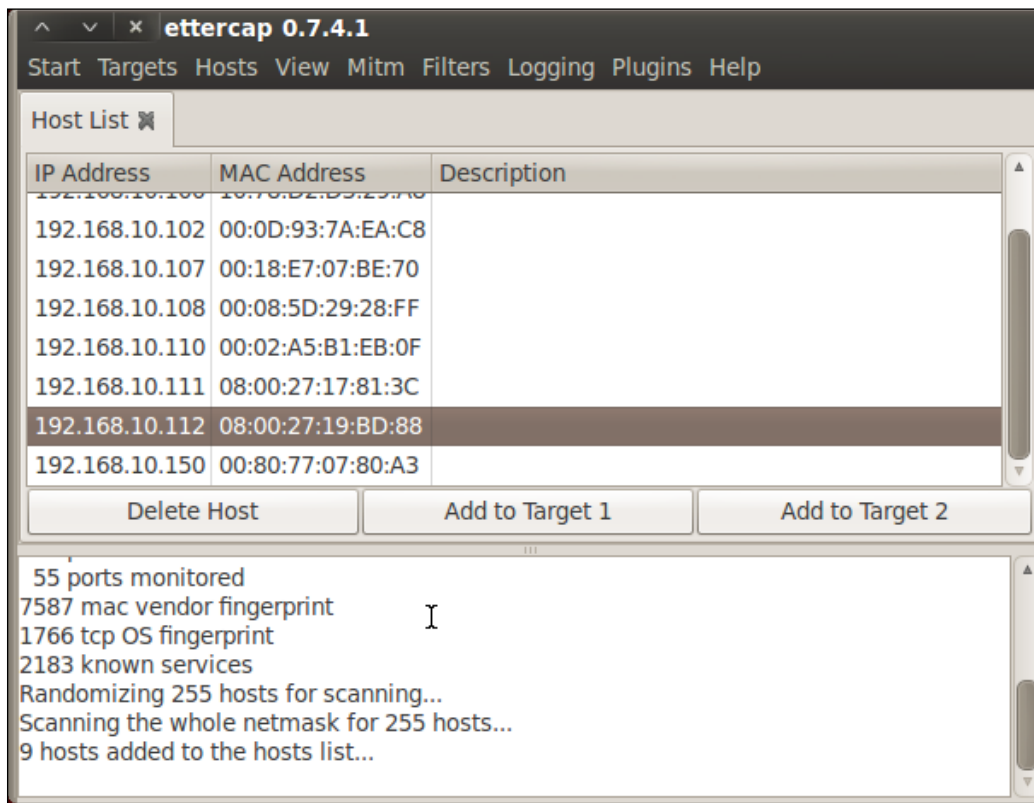 ettercap 0.7.4.1
Start Targets Hosts View Mitm Filters Logging Plugins Help
Host List
IP Address MAC Address Description
192.168.10.102 00:0D:93:7A:EA:C8
192.168.10.107 00:18:E7:07:BE:70
192.168.10.108 00:08:5D:29:28:FF
192.168.10.110 00:02:A5:B1:EB:0F
192.168.10.111 08:00:27:17:81:3C
192.168.10.112 08:00:27:19:BD:88
192.168.10.150 00:80:77:07:80:A3
Delete Host Add to Target 1 Add to Target 2
55 ports monitored
7587 mac vendor fingerprint
1766 tcp OS fingerprint
2183 known services
Randomizing 255 hosts for scanning...
Scanning the whole netmask for 255 hosts...
9 hosts added to the hosts list...